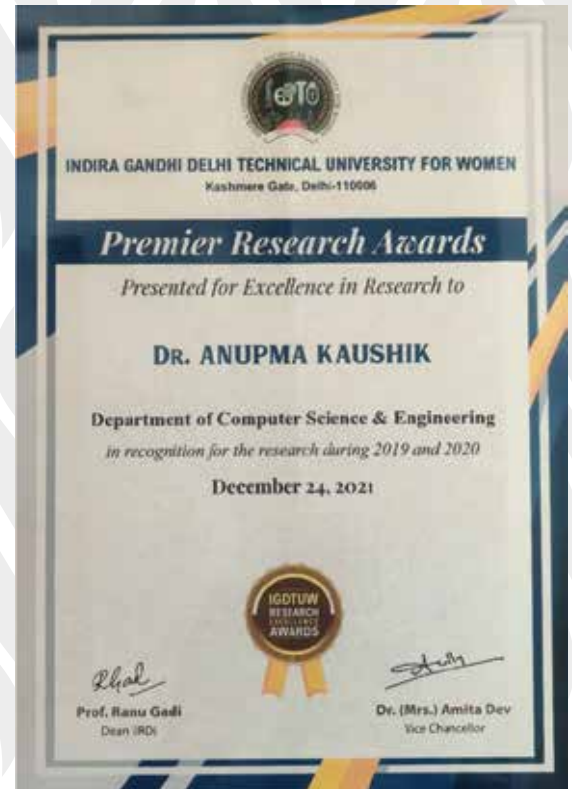 INDIRA GANDHI DELHI TECHNICAL UNIVERSITY FOR WOMEN
Kashmere Gate, Delhi-110006
Premier Research Awards
Presented for Excellence in Research to
DR. ANUPMA KAUSHIK
Department of Computer Science & Engineering
in recognition for the research during 2019 and 2020
December 24, 2021
IGDTUW
RESEARCH
EXCELLENCE
AWARDS
Prof. Ranu Gadi
Dean IRD
Dr. (Mrs.) Amita Dev
Vice Chancellor